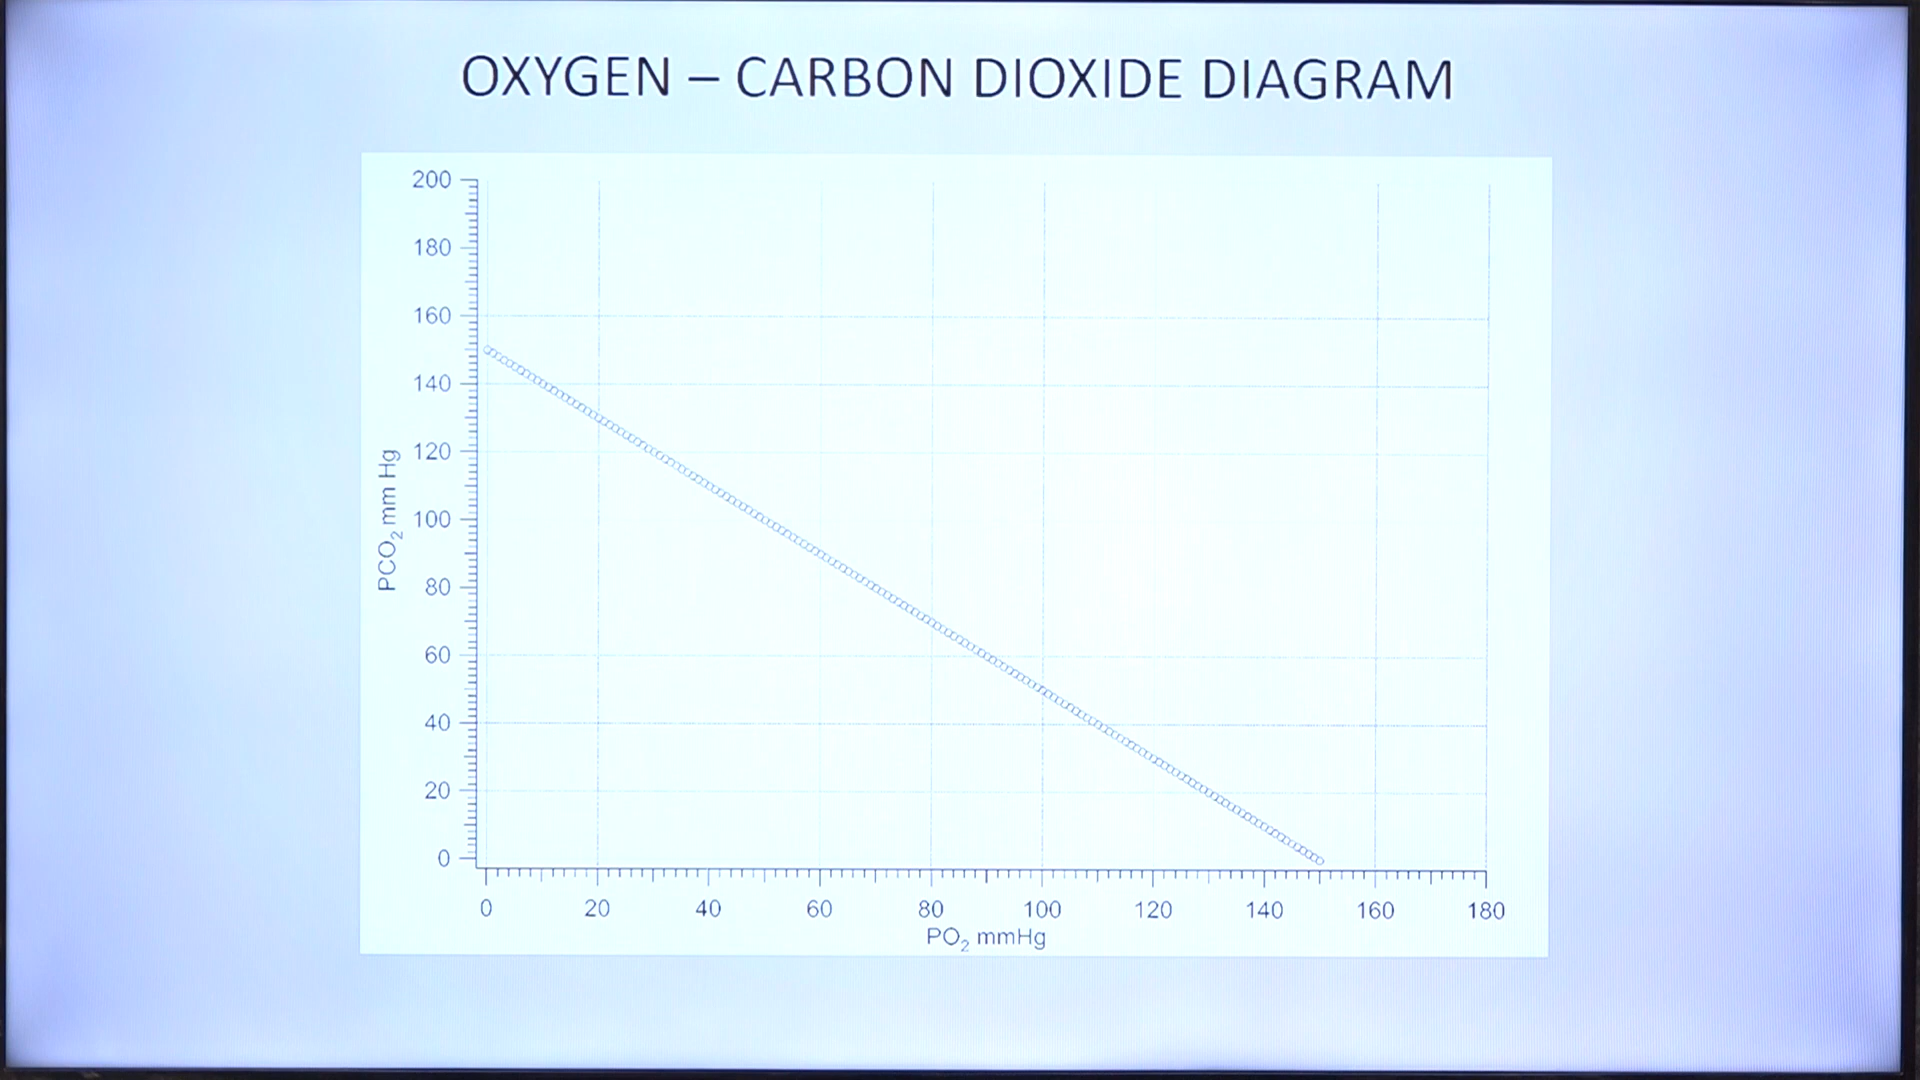 OXYGEN – CARBON DIOXIDE DIAGRAM
200
180
160
140
120
100
80
60
40
20
0
PCO₂ mm Hg
0 20 40 60 80 100 120 140 160 180
PO₂ mmHg